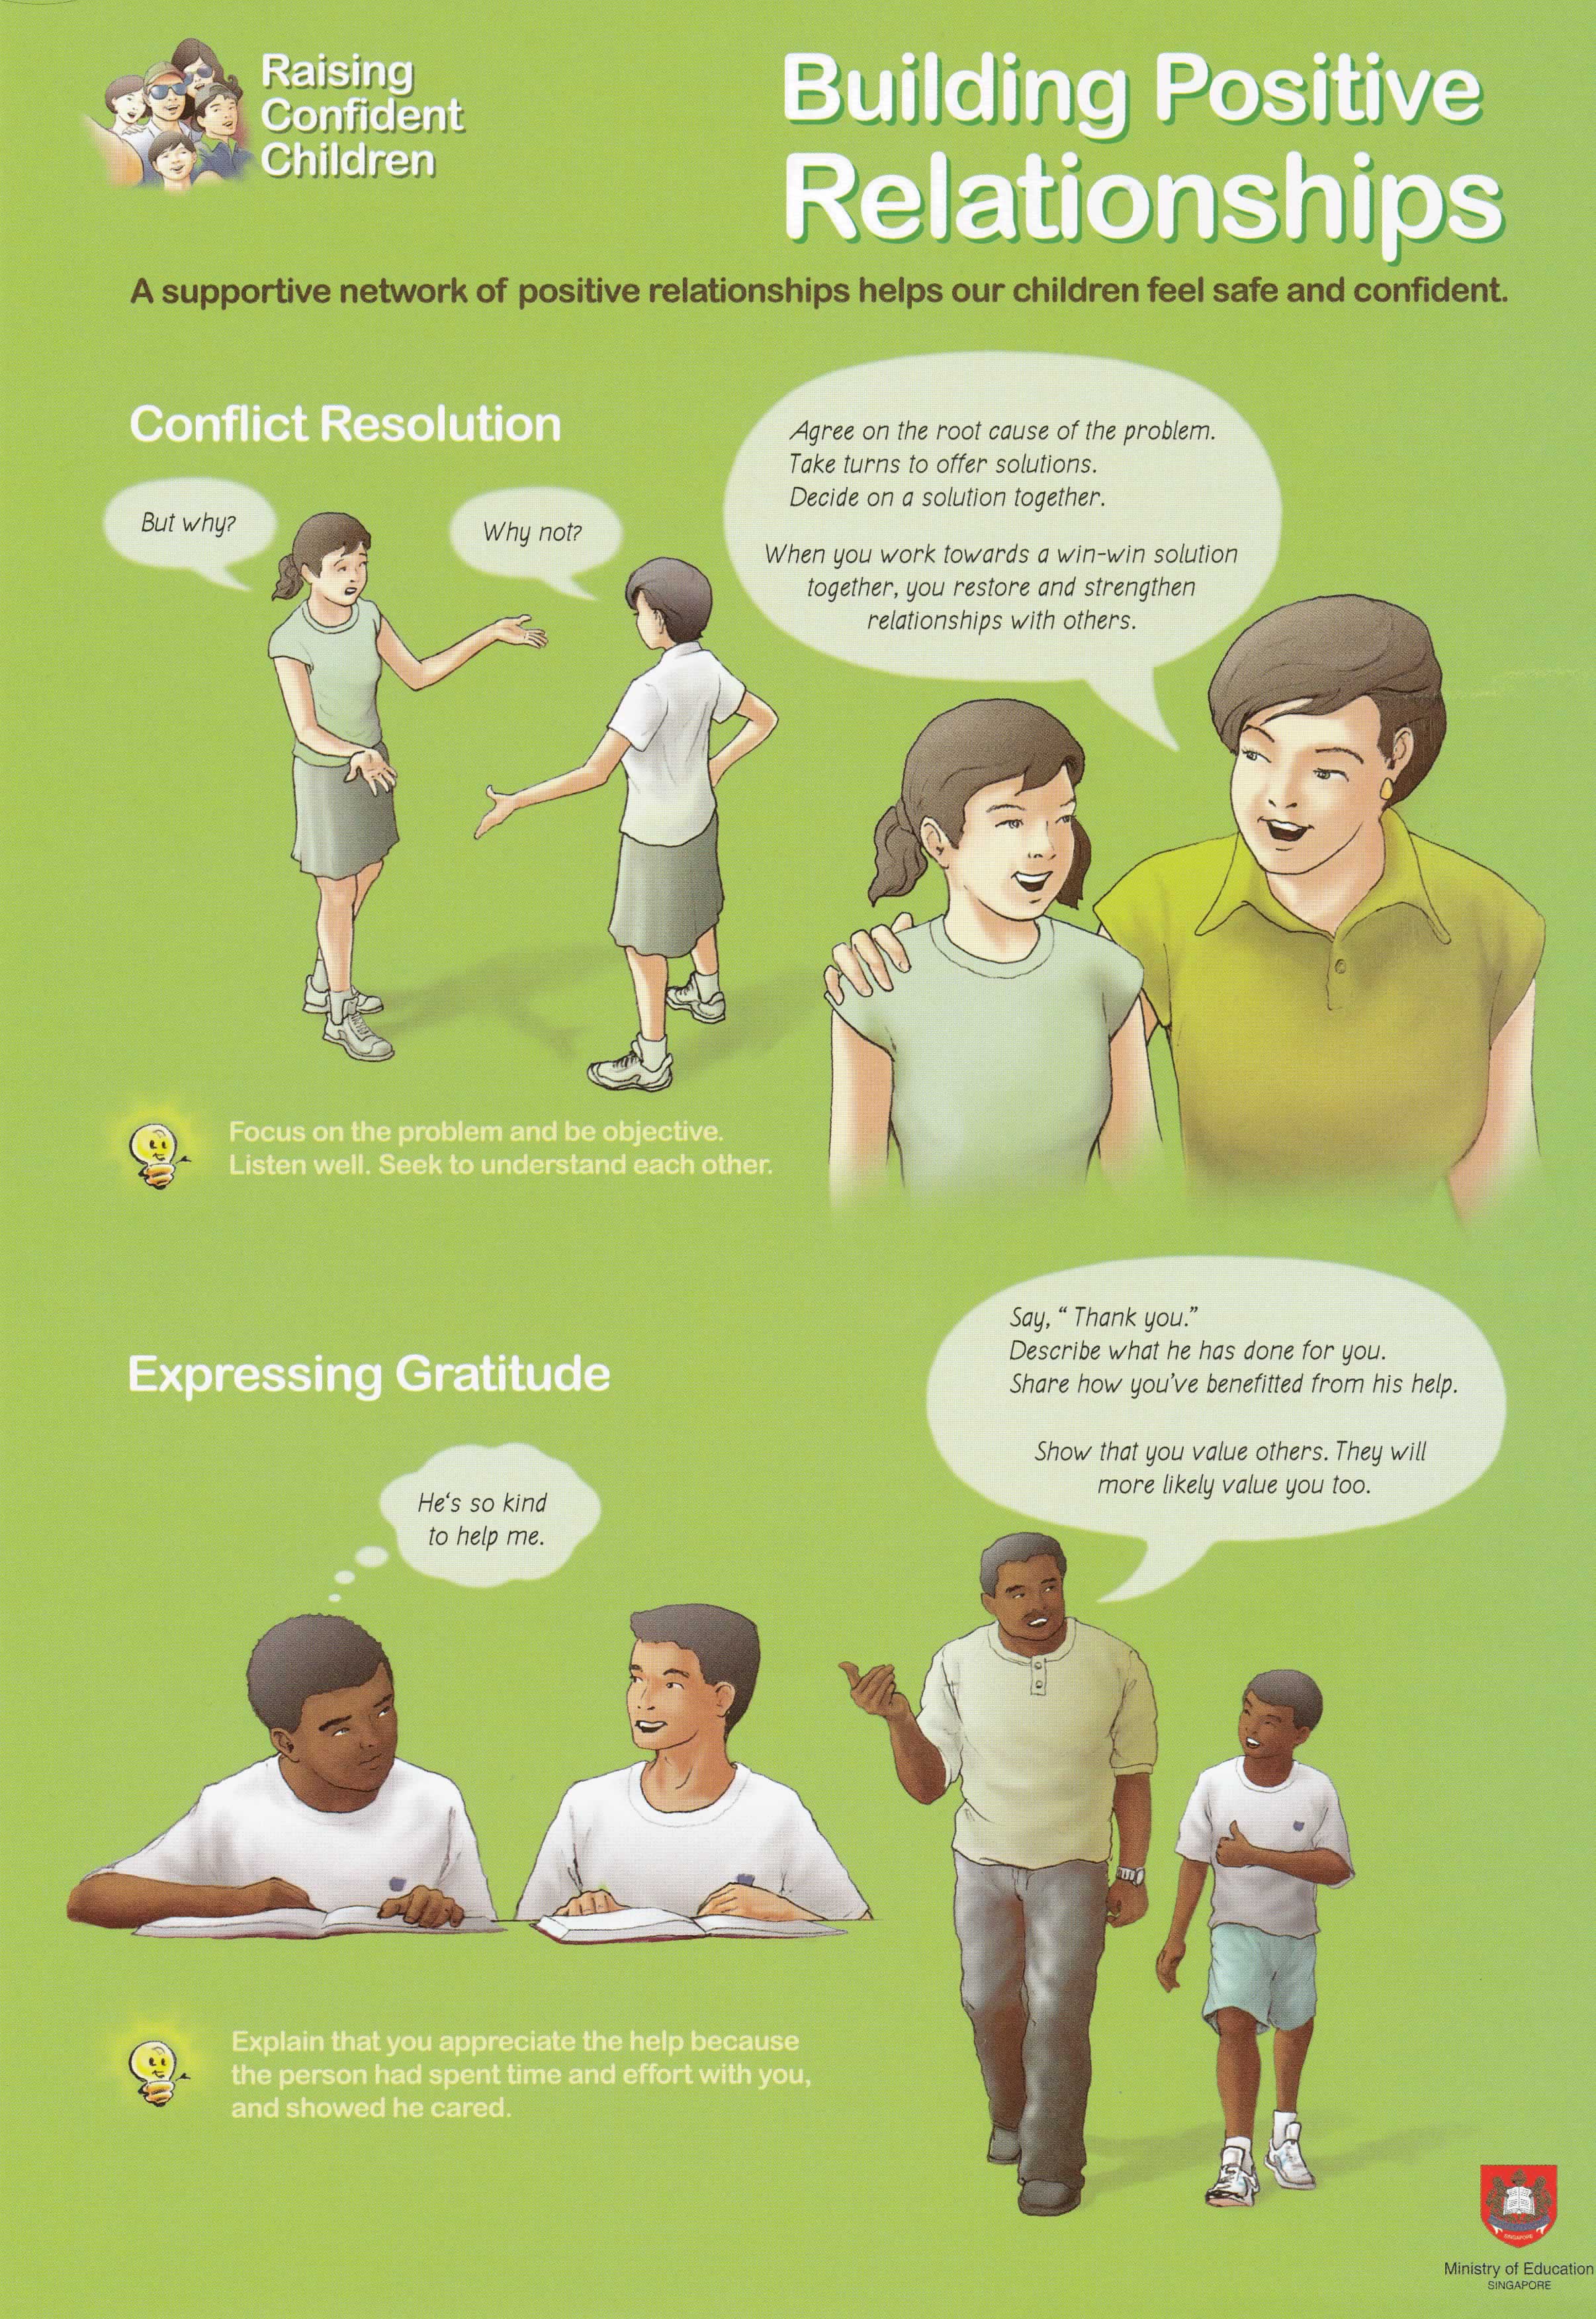 Raising
Confident
Children
Building Positive
Relationships
A supportive network of positive relationships helps our children feel safe and confident.
Conflict Resolution
But why?
Why not?
Agree on the root cause of the problem.
Take turns to offer solutions.
Decide on a solution together.
When you work towards a win-win solution
together, you restore and strengthen
relationships with others.
Focus on the problem and be objective.
Listen well. Seek to understand each other.
Expressing Gratitude
He's so kind
to help me.
Say, “ Thank you.”
Describe what he has done for you.
Share how you've benefitted from his help.
Show that you value others. They will
more likely value you too.
Explain that you appreciate the help because
the person had spent time and effort with you,
and showed he cared.
SINGAPORE
Ministry of Education
SINGAPORE